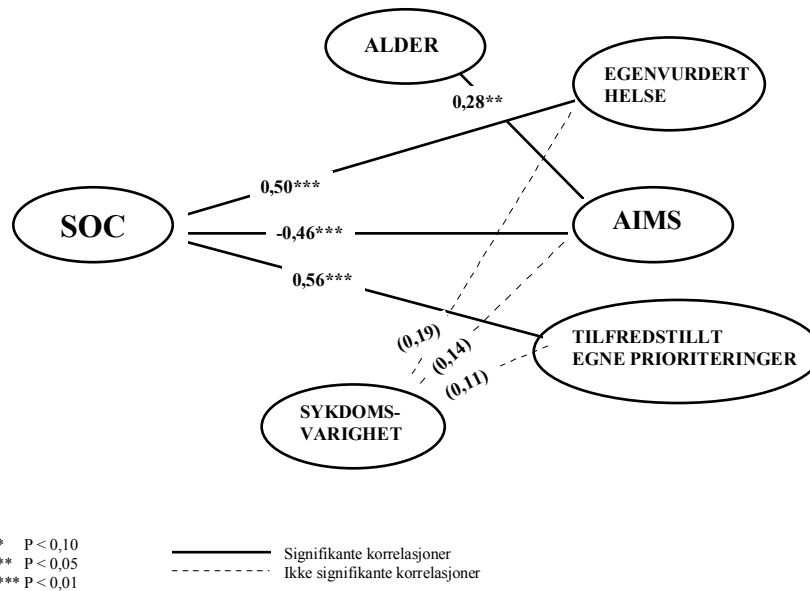 ALDER
EGENVURDERT
HELSE
0,28**
0,50***
SOC
-0,46***
AIMS
0,56***
TILFREDSTILLT
EGNE PRIORITERINGER
(0,19)
(0,14)
(0,11)
SYKDOMS-
VARIGHET
* P < 0,10
** P < 0,05
*** P < 0,01
Signifikante korrelasjoner
Ikke signifikante korrelasjoner